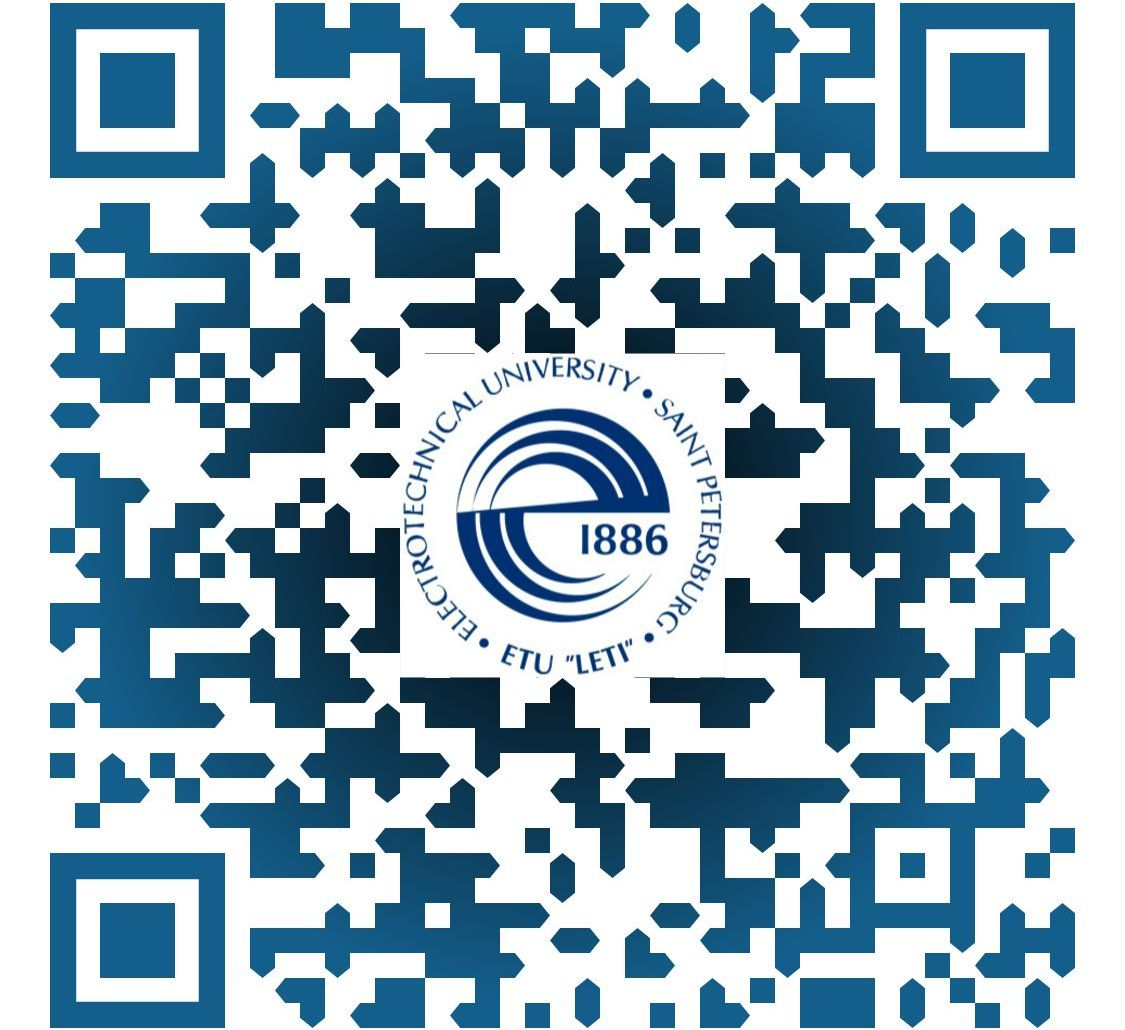 ELECTROTECHNICAL UNIVERSITY • SAINT PETERSBURG •
1886
ETU "LETI" •